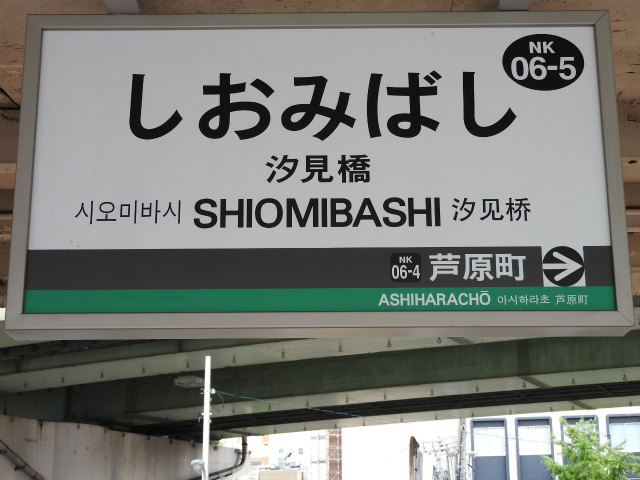 NK
06-5
しおみばし
汐見橋
시오미바시 SHIOMIBASHI 汐见桥
NK
06-4 芦原町
ASHIHARACHŌ 아시하라초 芦原町